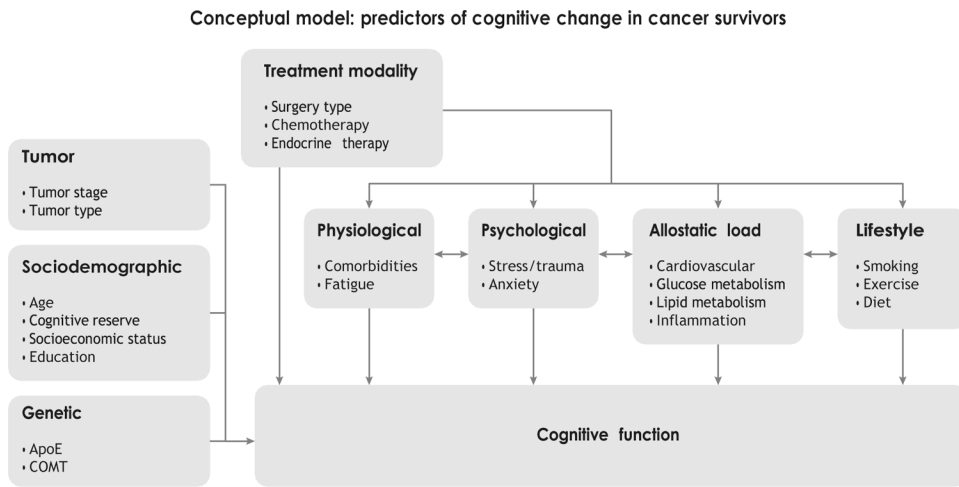 Conceptual model: predictors of cognitive change in cancer survivors
Treatment modality
• Surgery type
• Chemotherapy
• Endocrine therapy
Tumor
• Tumor stage
• Tumor type
Sociodemographic
• Age
• Cognitive reserve
• Socioeconomic status
• Education
Genetic
• ApoE
• COMT
Physiological
• Comorbidities
• Fatigue
Psychological
• Stress/trauma
• Anxiety
Allostatic load
• Cardiovascular
• Glucose metabolism
• Lipid metabolism
• Inflammation
Lifestyle
• Smoking
• Exercise
• Diet
Cognitive function